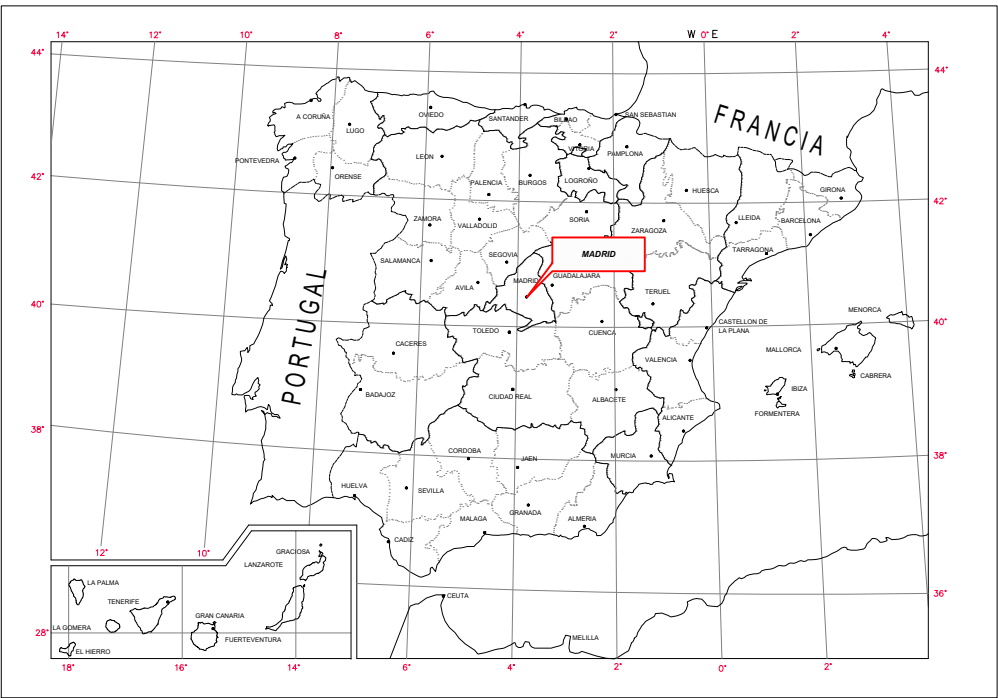 14° 12° 10° 8° 6° 4° 2° W 0° E 2° 4°
44° 44°
FRANCIA
A CORUÑA
LUGO
OVIEDO
SANTANDER
BILBAO
SAN SEBASTIAN
VITORIA
PAMPLONA
PONTEVEDRA
LEON
ORENSE
PALENCIA
BURGOS
LOGROÑO
HUESCA
GIRONA
42° 42°
ZAMORA
VALLADOLID
SORIA
ZARAGOZA
LLEIDA
BARCELONA
SALAMANCA
SEGOVIA
MADRID
TARRAGONA
AVILA
MADRID
GUADALAJARA
TERUEL
PORTUGAL
40° 40°
MENORCA
TOLEDO
CUENCA
CASTELLON DE
LA PLANA
CACERES
VALENCIA
MALLORCA
CABRERA
BADAJOZ
CIUDAD REAL
ALBACETE
IBIZA
FORMENTERA
ALICANTE
38° 38°
CORDOBA
JAEN
MURCIA
HUELVA
SEVILLA
GRANADA
MALAGA
ALMERIA
CADIZ
12° 10°
GRACIOSA
LANZAROTE
LA PALMA
TENERIFE
GRAN CANARIA
LA GOMERA
FUERTEVENTURA
EL HIERRO
28°
CEUTA
36°
MELILLA
18° 16° 14° 6° 4° 2° 0° 2°